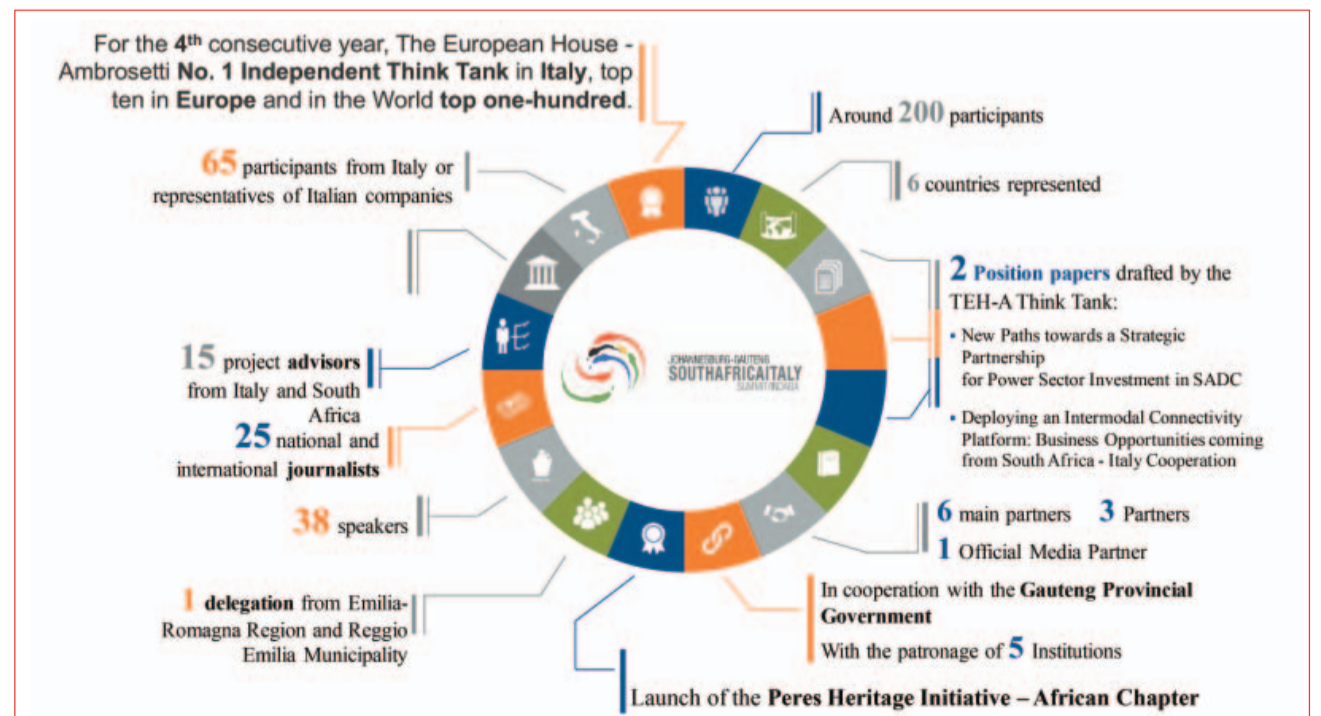 For the 4th consecutive year, The European House -
Ambrosetti No. 1 Independent Think Tank in Italy, top
ten in Europe and in the World top one-hundred.
Around 200 participants
65 participants from Italy or
representatives of Italian companies
6 countries represented
2 Position papers drafted by the
TEH-A Think Tank:
• New Paths towards a Strategic
Partnership
for Power Sector Investment in SADC
• Deploying an Intermodal Connectivity
Platform: Business Opportunities coming
from South Africa - Italy Cooperation
JOHANNESBURG-GAUTENG
SOUTHAFRICAITALY
SUMMIT/INDABA
15 project advisors
from Italy and South
Africa
25 national and
international journalists
38 speakers
6 main partners 3 Partners
1 Official Media Partner
1 delegation from Emilia-
Romagna Region and Reggio
Emilia Municipality
In cooperation with the Gauteng Provincial
Government
With the patronage of 5 Institutions
Launch of the Peres Heritage Initiative – African Chapter